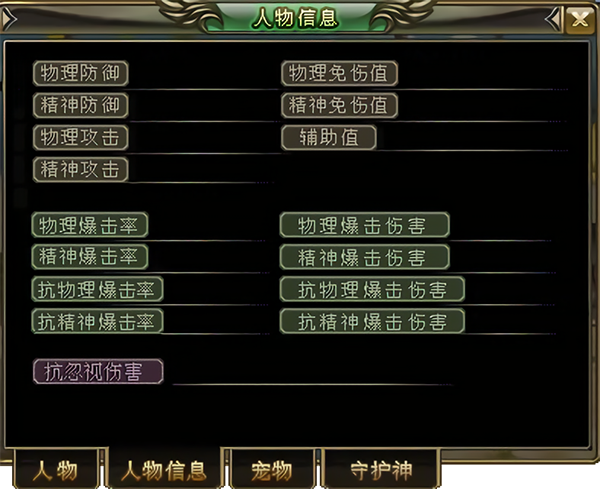 人物信息
物理防御 物理免伤值
精神防御 精神免伤值
物理攻击 辅助值
精神攻击
物理爆击率 物理爆击伤害
精神爆击率 精神爆击伤害
抗物理爆击率 抗物理爆击伤害
抗精神爆击率 抗精神爆击伤害
抗忽视伤害
人物 人物信息 宠物 守护神